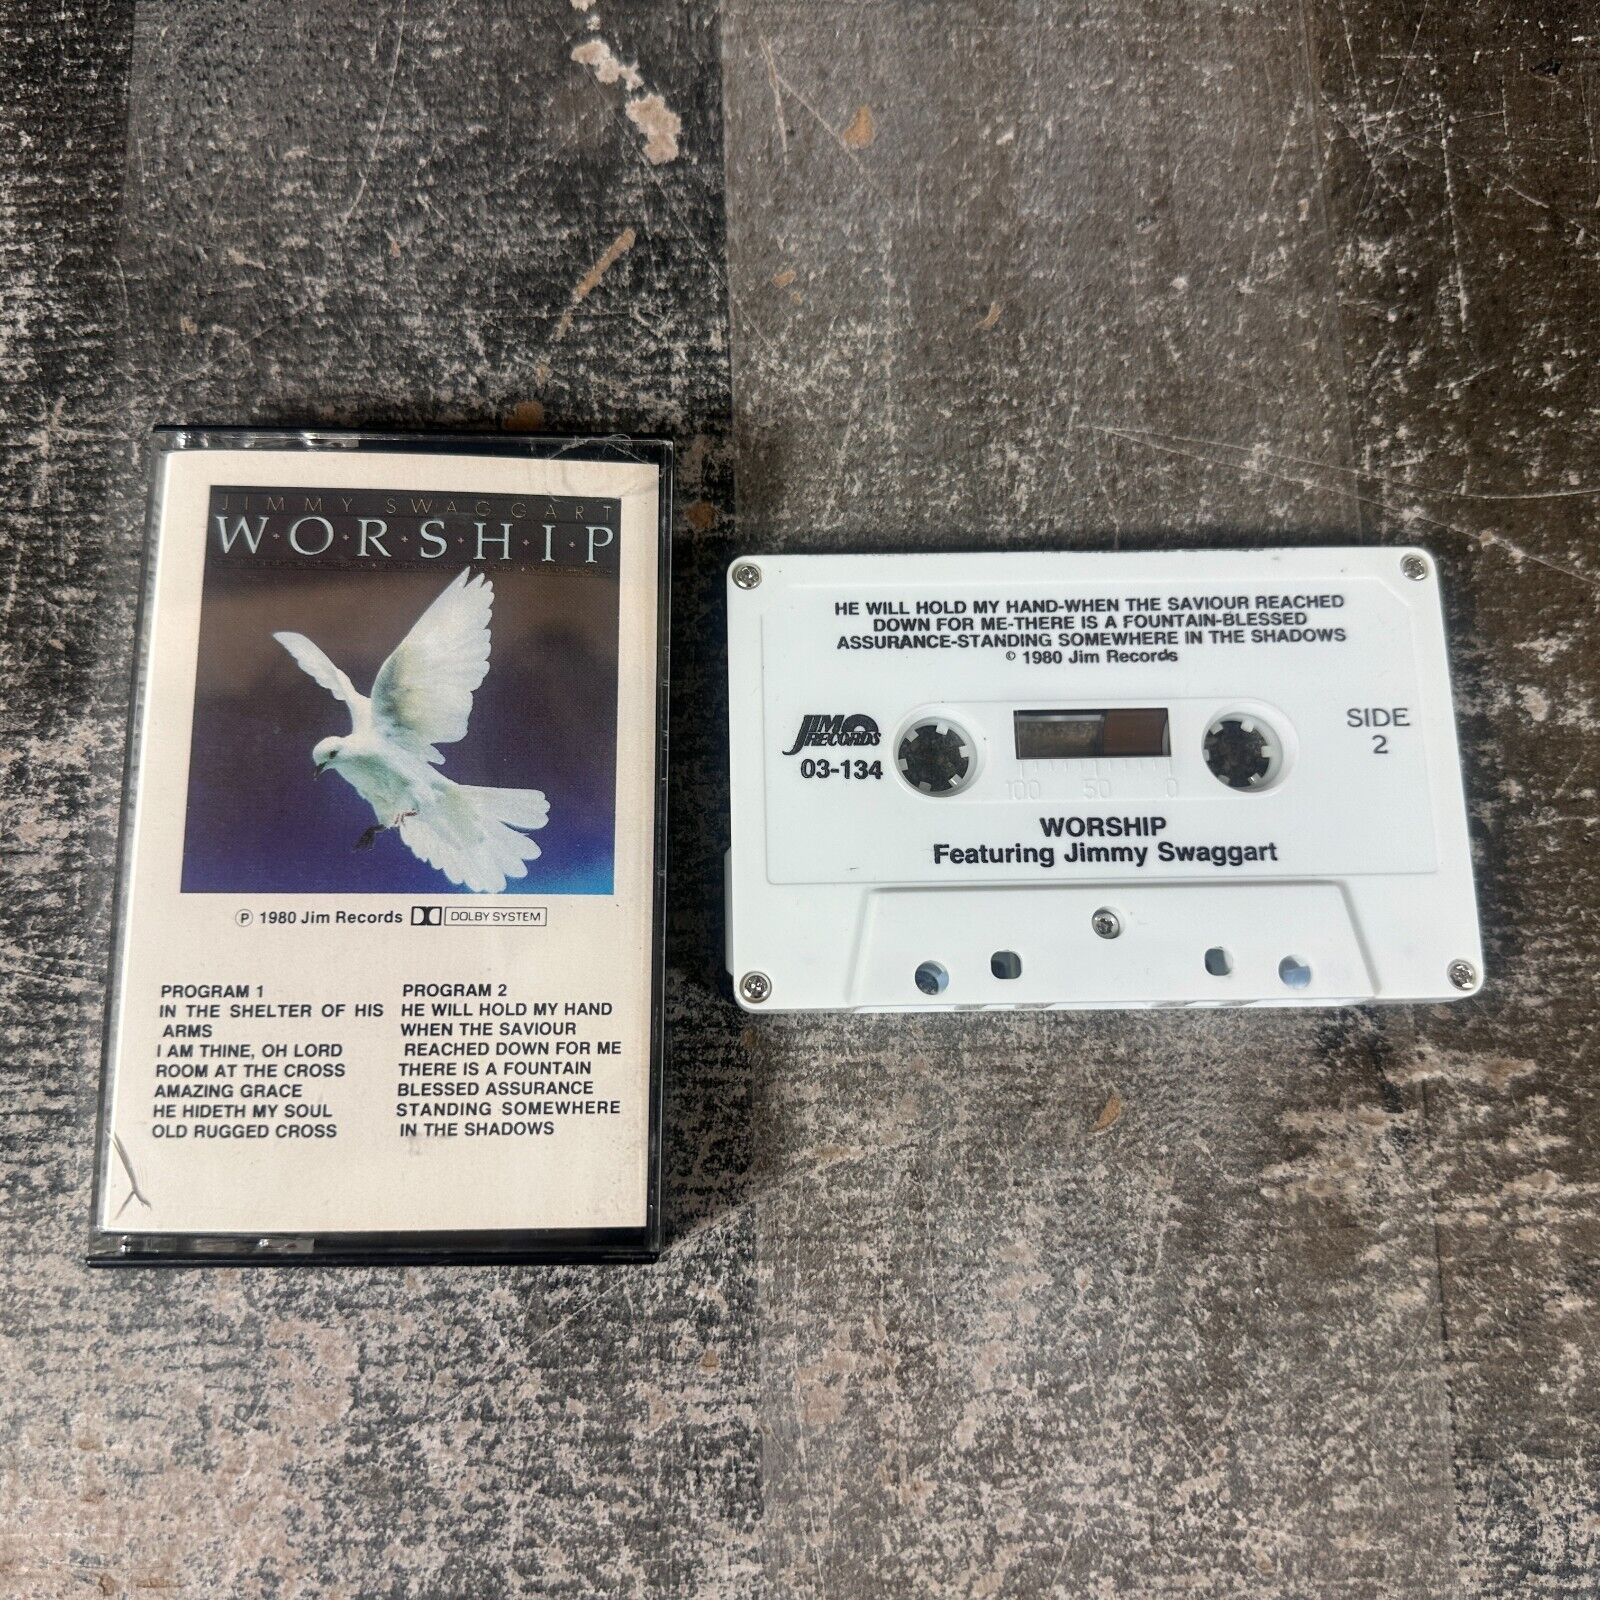 JIMMY SWAGGART
W·O·R·S·H·I·P
Ⓟ 1980 Jim Records DOLBY SYSTEM
PROGRAM 1
IN THE SHELTER OF HIS
ARMS
I AM THINE, OH LORD
ROOM AT THE CROSS
AMAZING GRACE
HE HIDETH MY SOUL
OLD RUGGED CROSS
PROGRAM 2
HE WILL HOLD MY HAND
WHEN THE SAVIOUR
REACHED DOWN FOR ME
THERE IS A FOUNTAIN
BLESSED ASSURANCE
STANDING SOMEWHERE
IN THE SHADOWS
HE WILL HOLD MY HAND-WHEN THE SAVIOUR REACHED
DOWN FOR ME-THERE IS A FOUNTAIN-BLESSED
ASSURANCE-STANDING SOMEWHERE IN THE SHADOWS
© 1980 Jim Records
JIM
RECORDS
03-134
SIDE
2
100 50 0
WORSHIP
Featuring Jimmy Swaggart